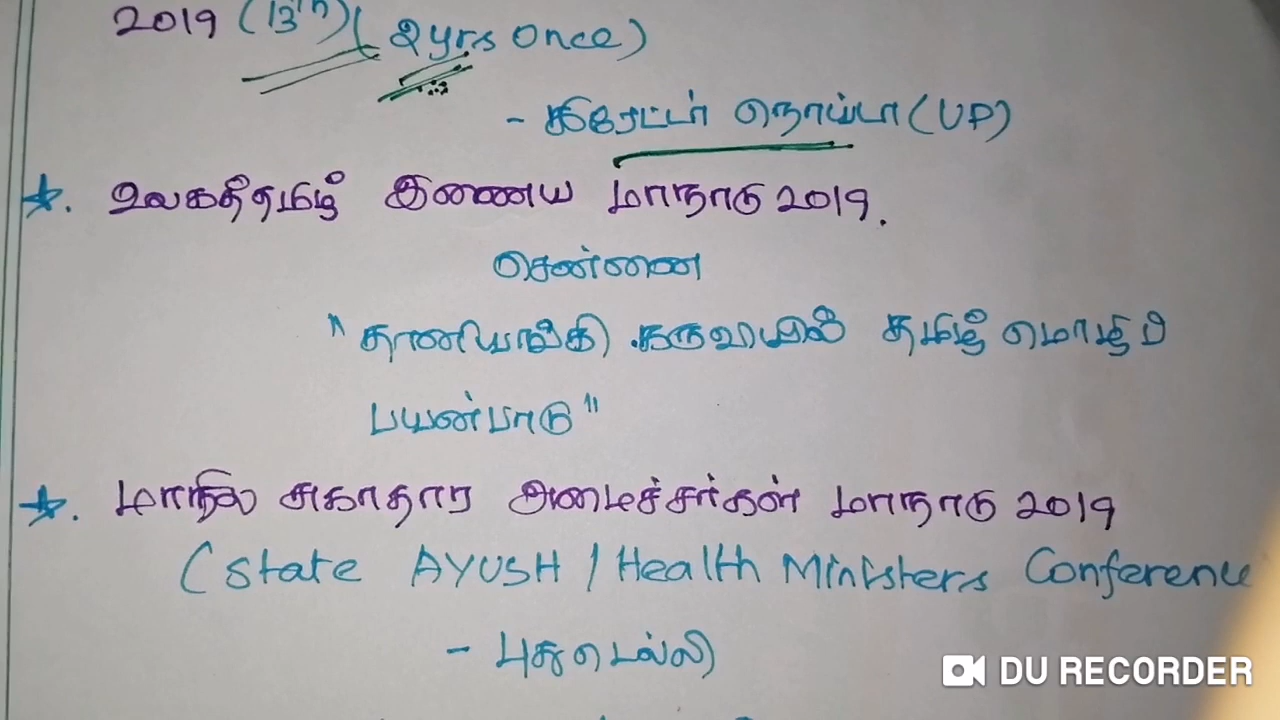 2019 (13th) (2yrs once)
- கிரேட்டர் நொய்டா (UP)
உலகத்தமிழ் இணைய மாநாடு 2019.
சென்னை
"தானியங்கி கருவியில் தமிழ் மொழிப்
பயன்பாடு"
மாநில சுகாதார அமைச்சர்கள் மாநாடு 2019
(State AYUSH / Health Ministers Conference
- புதுடெல்லி
DU RECORDER